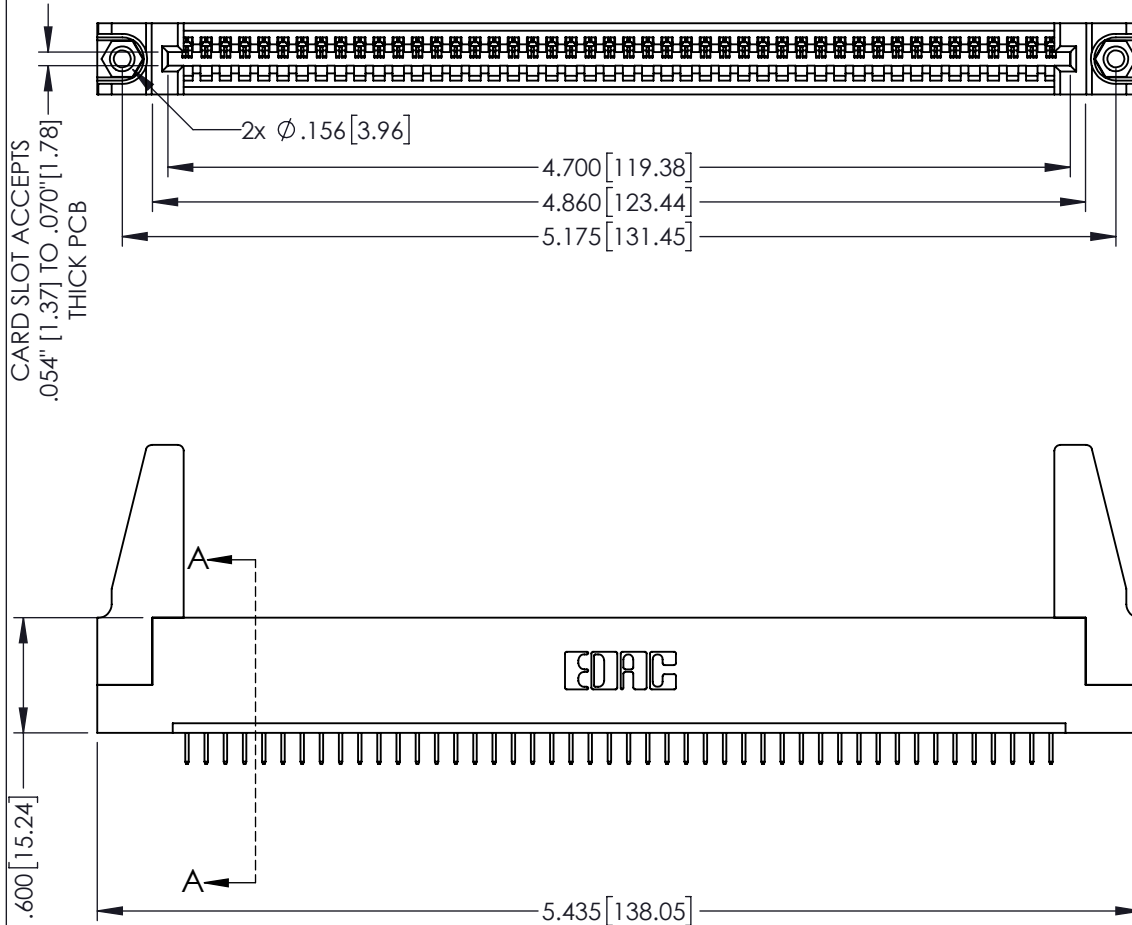 2x ⌀ .156[3.96]
4.700[119.38]
4.860[123.44]
5.175[131.45]
CARD SLOT ACCEPTS
.054" [1.37] TO .070"[1.78]
THICK PCB
A
EDAC
.600[15.24]
A
5.435[138.05]